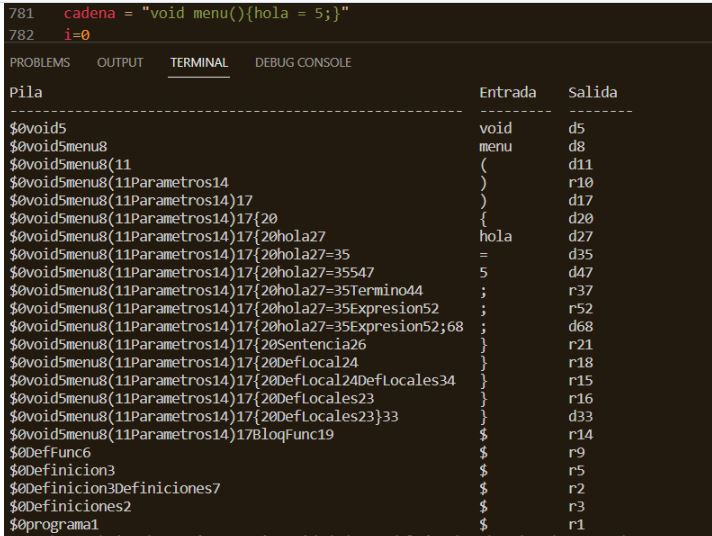 781 cadena = "void menu(){hola = 5;}"
782 i=0
PROBLEMS OUTPUT TERMINAL DEBUG CONSOLE
Pila Entrada Salida
------------------------------------------------------- --------- --------
$0void5 void d5
$0void5menu8 menu d8
$0void5menu8(11 ( d11
$0void5menu8(11Parametros14 ) r10
$0void5menu8(11Parametros14)17 ) d17
$0void5menu8(11Parametros14)17{20 { d20
$0void5menu8(11Parametros14)17{20hola27 hola d27
$0void5menu8(11Parametros14)17{20hola27=35 = d35
$0void5menu8(11Parametros14)17{20hola27=35547 5 d47
$0void5menu8(11Parametros14)17{20hola27=35Termino44 ; r37
$0void5menu8(11Parametros14)17{20hola27=35Expresion52 ; r52
$0void5menu8(11Parametros14)17{20hola27=35Expresion52;68 ; d68
$0void5menu8(11Parametros14)17{20Sentencia26 } r21
$0void5menu8(11Parametros14)17{20DefLocal24 } r18
$0void5menu8(11Parametros14)17{20DefLocal24DefLocales34 } r15
$0void5menu8(11Parametros14)17{20DefLocales23 } r16
$0void5menu8(11Parametros14)17{20DefLocales23}33 } d33
$0void5menu8(11Parametros14)17BloqFunc19 $ r14
$0DefFunc6 $ r9
$0Definicion3 $ r5
$0Definicion3Definiciones7 $ r2
$0Definiciones2 $ r3
$0programa1 $ r1